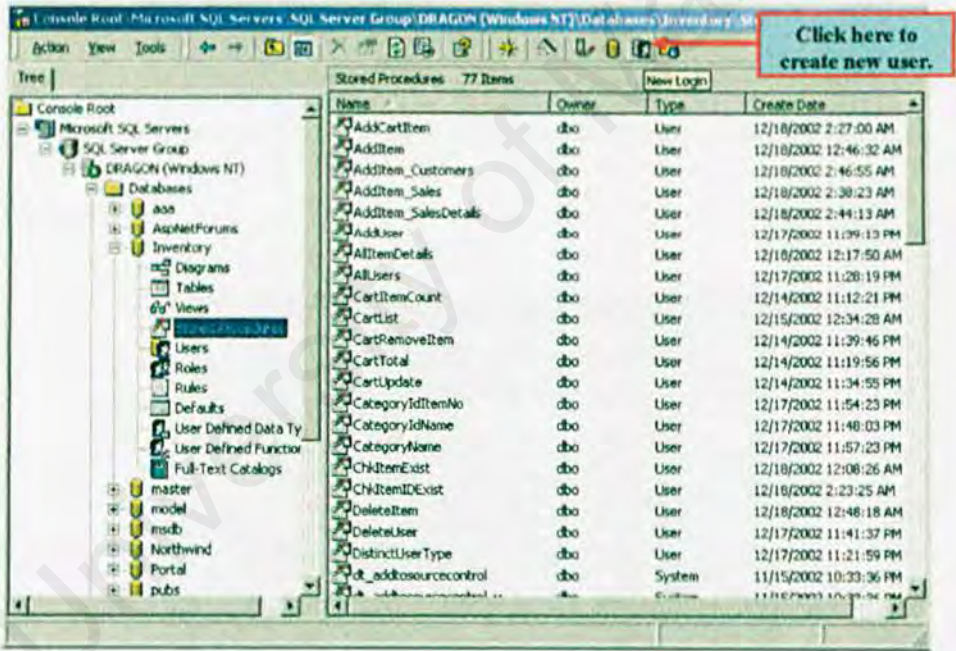 Console Root\Microsoft SQL Servers\SQL Server Group\DRAGON (Windows NT)\Databases\Inventory\
Click here to
create new user.
Action View Tools
New Login
Tree
Stored Procedures 77 Items
Console Root
Microsoft SQL Servers
SQL Server Group
DRAGON (Windows NT)
Databases
aaa
AspNetForums
Inventory
Diagrams
Tables
Views
Users
Roles
Rules
Defaults
User Defined Data Ty
User Defined Function
Full-Text Catalogs
master
model
msdb
Northwind
Portal
pubs
Name Owner Type Create Date
AddCartItem dbo User 12/18/2002 2:27:00 AM
AddItem dbo User 12/18/2002 12:46:32 AM
AddItem_Customers dbo User 12/18/2002 2:46:55 AM
AddItem_Sales dbo User 12/18/2002 2:38:23 AM
AddItem_SalesDetails dbo User 12/18/2002 2:44:13 AM
AddUser dbo User 12/17/2002 11:39:13 PM
AllItemDetails dbo User 12/18/2002 12:17:50 AM
AllUsers dbo User 12/17/2002 11:28:19 PM
CartItemCount dbo User 12/14/2002 11:12:21 PM
CartList dbo User 12/15/2002 12:34:28 AM
CartRemoveItem dbo User 12/14/2002 11:39:46 PM
CartTotal dbo User 12/14/2002 11:19:56 PM
CartUpdate dbo User 12/14/2002 11:34:55 PM
CategoryIdItemNo dbo User 12/17/2002 11:54:23 PM
CategoryIdName dbo User 12/17/2002 11:48:03 PM
CategoryName dbo User 12/17/2002 11:57:23 PM
ChkItemExist dbo User 12/18/2002 12:08:26 AM
ChkItemIDExist dbo User 12/18/2002 2:23:25 AM
DeleteItem dbo User 12/18/2002 12:48:18 AM
DeleteUser dbo User 12/17/2002 11:41:37 PM
DistinctUserType dbo User 12/17/2002 11:21:59 PM
dt_addtosourcecontrol dbo System 11/15/2002 10:33:36 PM
University of